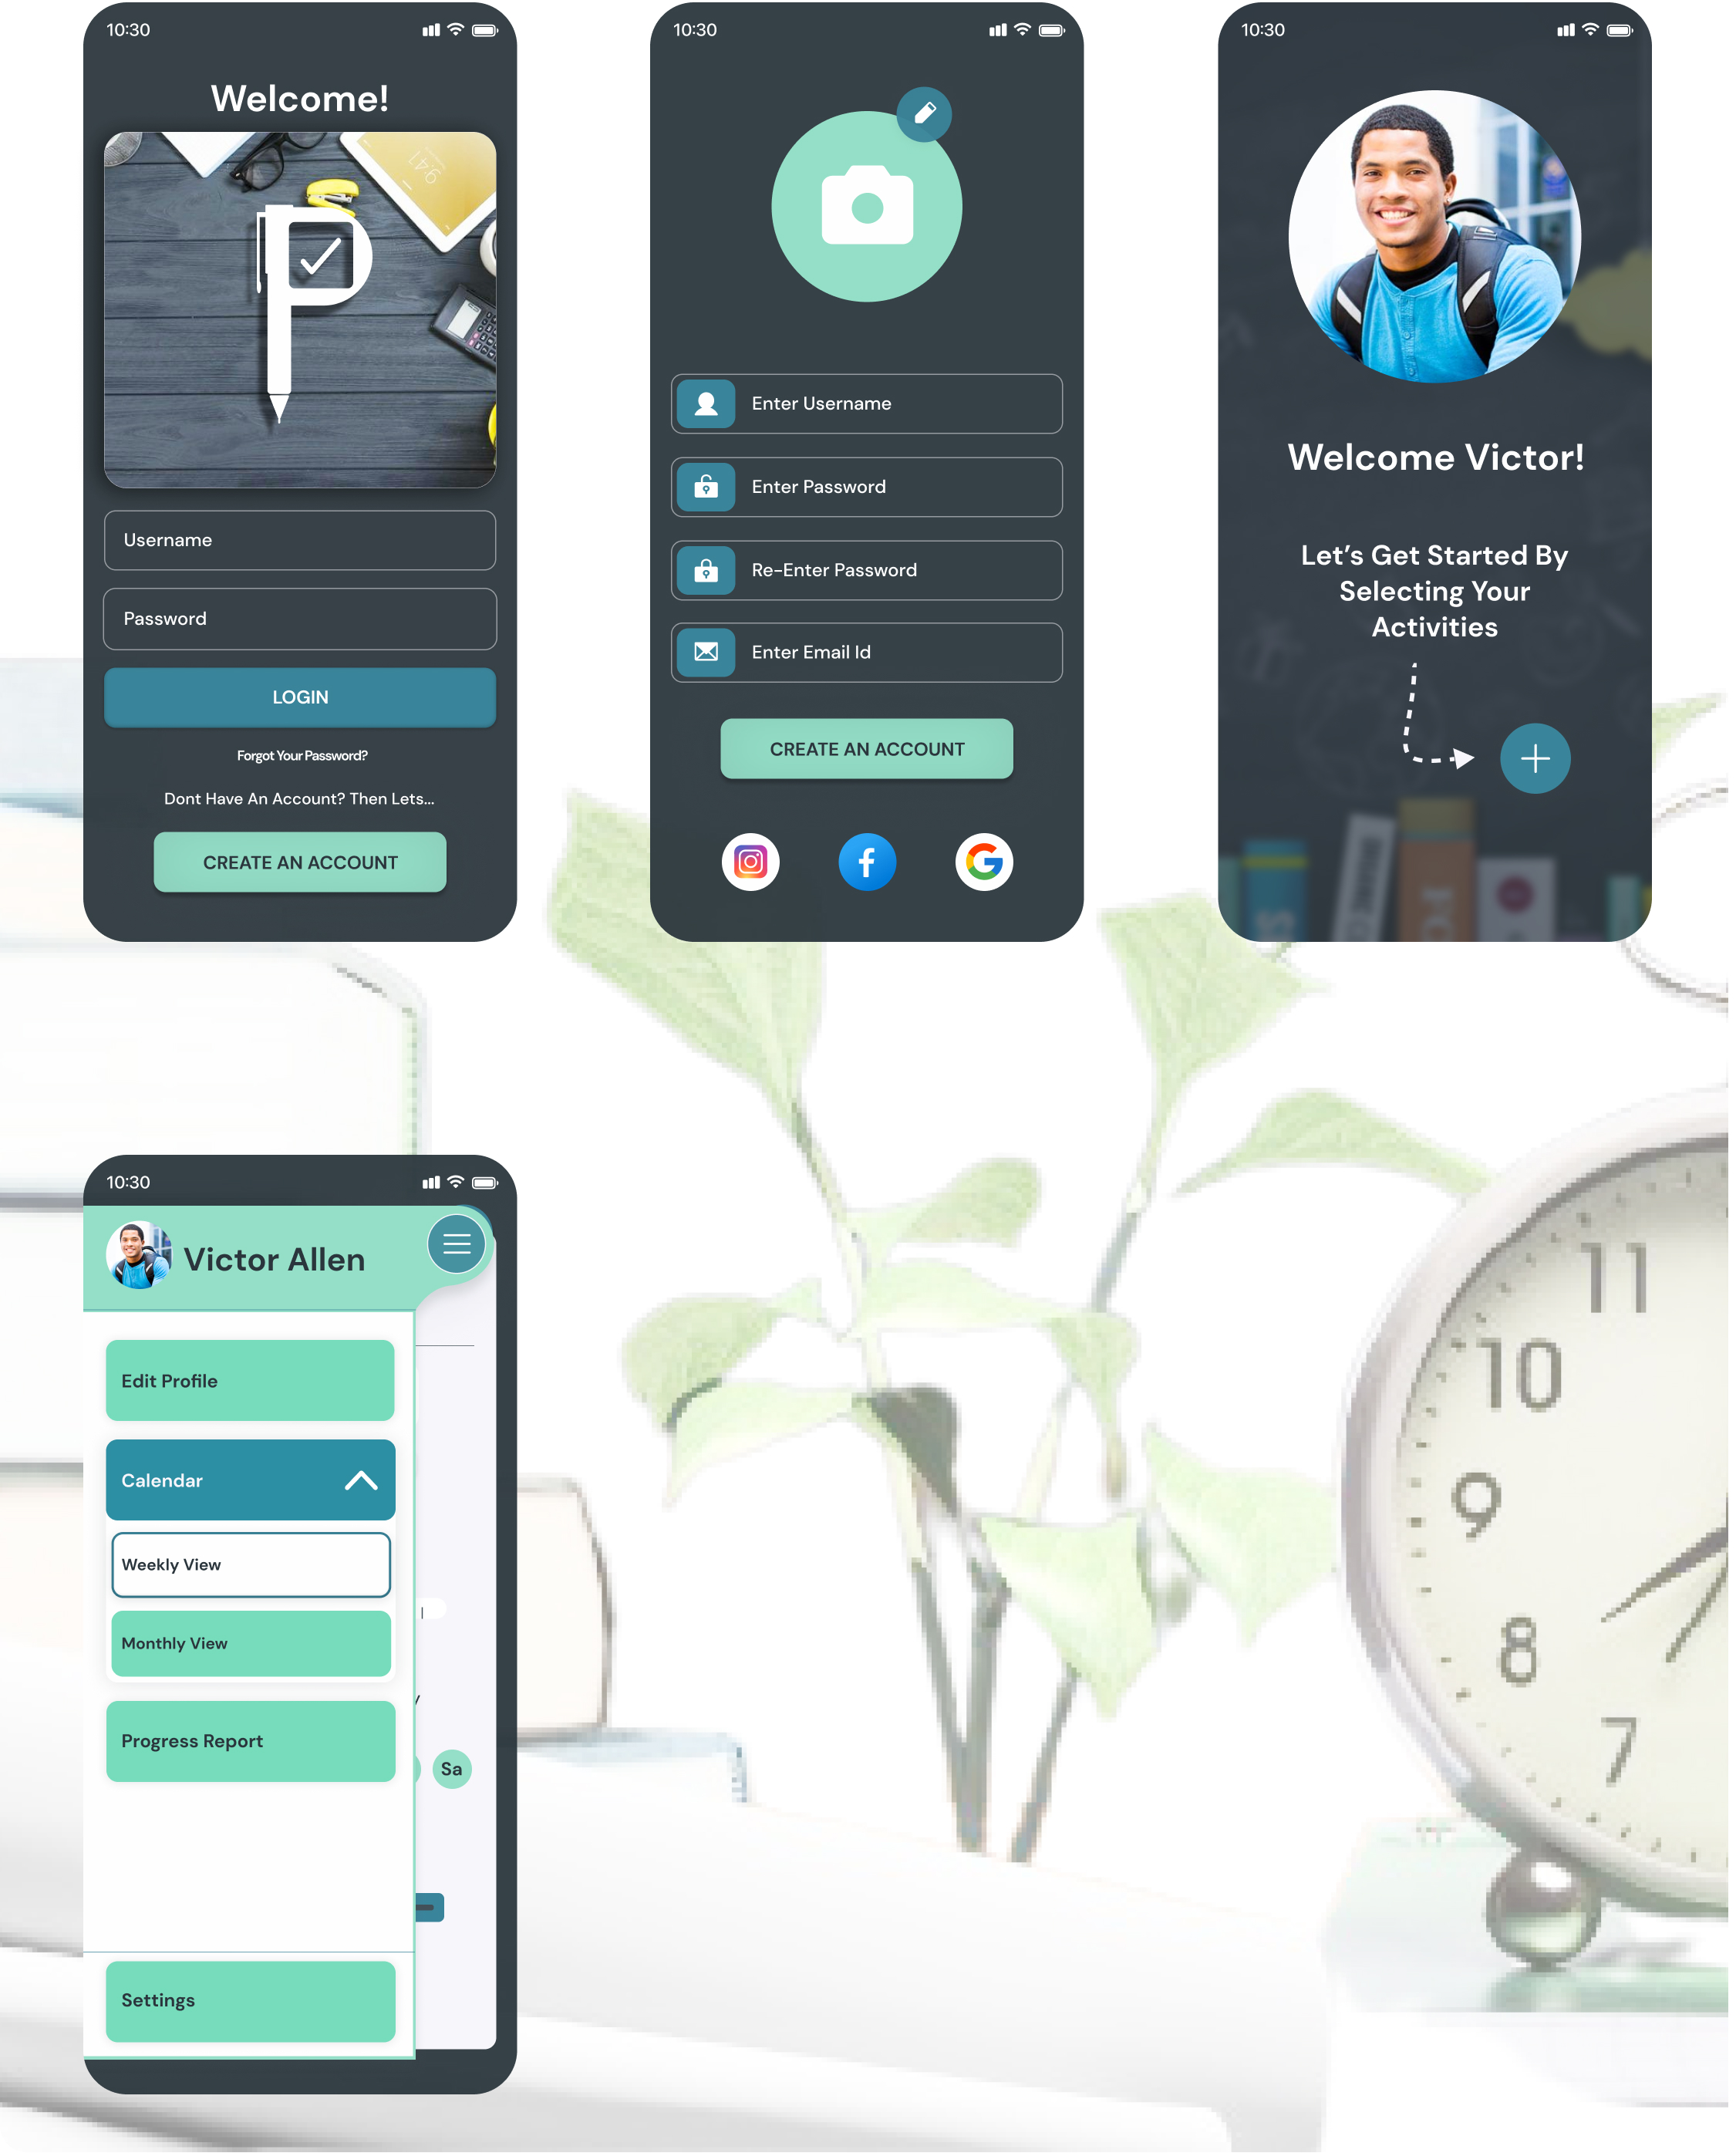 10:30
Welcome!
P
Username
Password
LOGIN
Forgot Your Password?
Dont Have An Account? Then Lets...
CREATE AN ACCOUNT
10:30
Enter Username
Enter Password
Re-Enter Password
Enter Email Id
CREATE AN ACCOUNT
10:30
Welcome Victor!
Let’s Get Started By
Selecting Your
Activities
10:30
Victor Allen
Edit Profile
Calendar
Weekly View
Monthly View
Progress Report
Sa
Settings
11
10
9
8
7